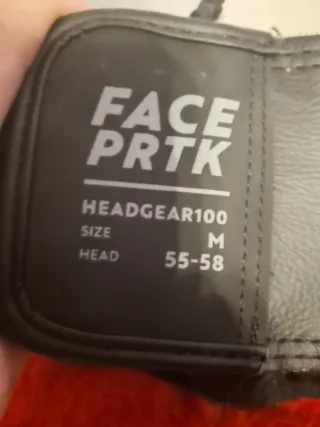 FACE
PRTK
HEADGEAR100
SIZE M
HEAD 55-58